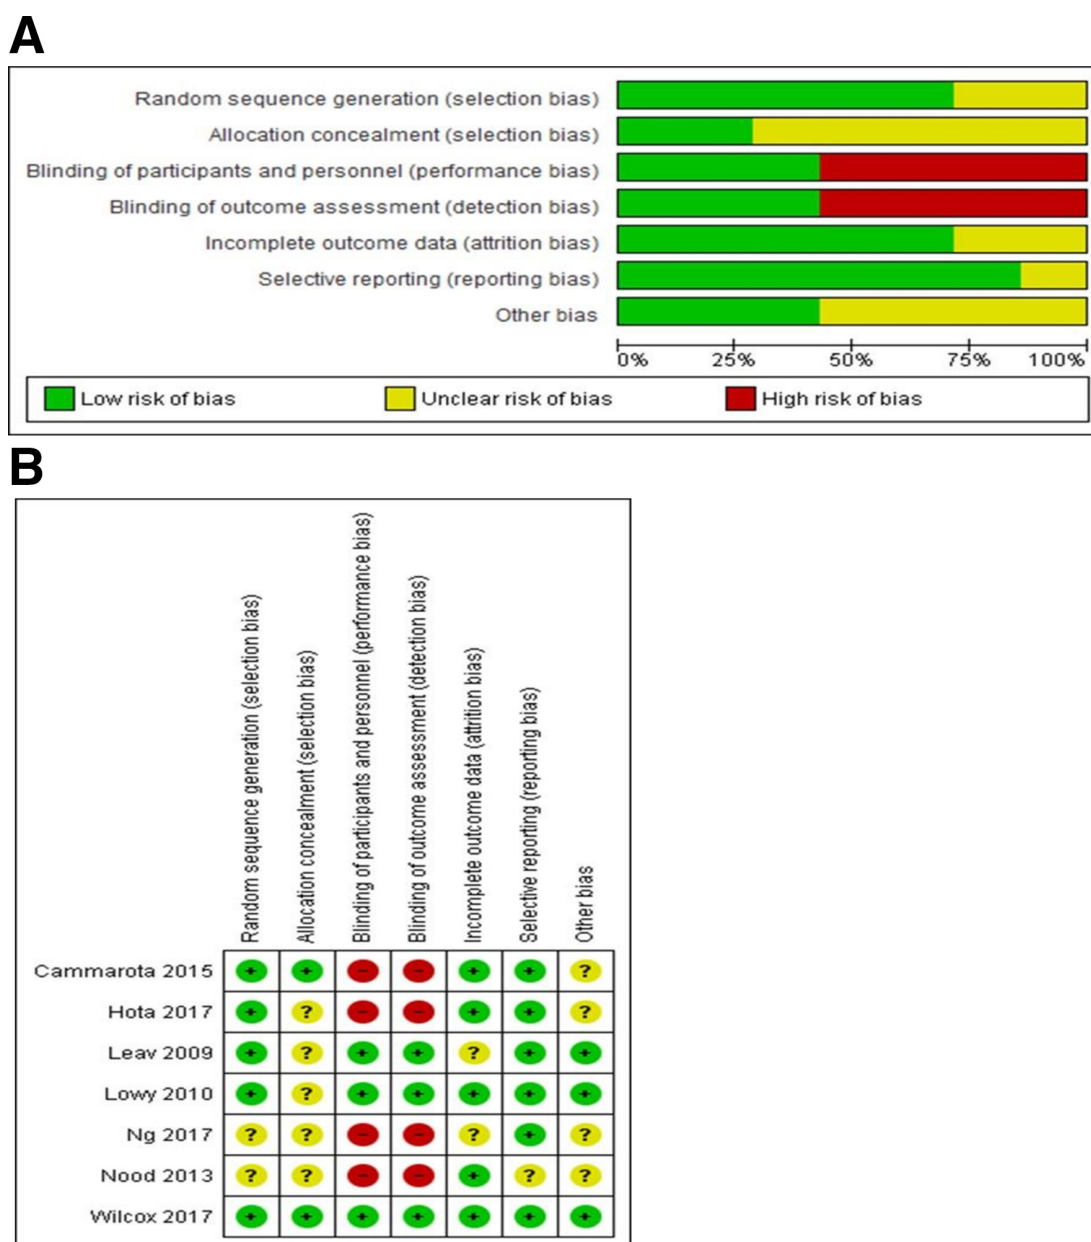 A
Random sequence generation (selection bias)
Allocation concealment (selection bias)
Blinding of participants and personnel (performance bias)
Blinding of outcome assessment (detection bias)
Incomplete outcome data (attrition bias)
Selective reporting (reporting bias)
Other bias
0% 25% 50% 75% 100%
Low risk of bias Unclear risk of bias High risk of bias
B
Random sequence generation (selection bias)
Allocation concealment (selection bias)
Blinding of participants and personnel (performance bias)
Blinding of outcome assessment (detection bias)
Incomplete outcome data (attrition bias)
Selective reporting (reporting bias)
Other bias
Cammarota 2015 + + - - + + ?
Hota 2017 + ? - - + + ?
Leav 2009 + ? + + ? + +
Lowy 2010 + ? + + + + +
Ng 2017 ? ? - - ? + ?
Nood 2013 ? ? - - + ? ?
Wilcox 2017 + + + + + + +